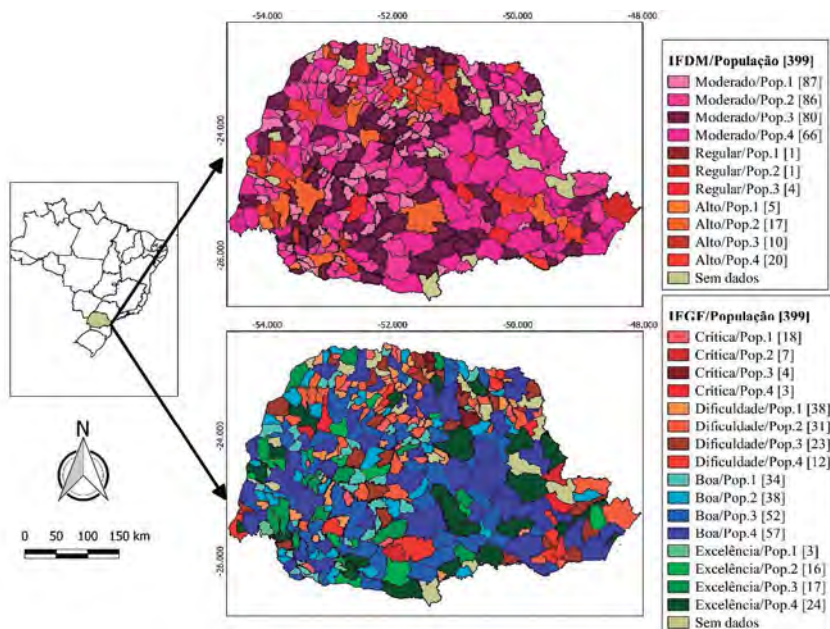 -54.000 -52.000 -50.000 -48.000
-24.000
-26.000
IFDM/População [399]
Moderado/Pop.1 [87]
Moderado/Pop.2 [86]
Moderado/Pop.3 [80]
Moderado/Pop.4 [66]
Regular/Pop.1 [1]
Regular/Pop.2 [1]
Regular/Pop.3 [4]
Alto/Pop.1 [5]
Alto/Pop.2 [17]
Alto/Pop.3 [10]
Alto/Pop.4 [20]
Sem dados
-54.000 -52.000 -50.000 -48.000
-24.000
-26.000
IFGF/População [399]
Crítica/Pop.1 [18]
Crítica/Pop.2 [7]
Crítica/Pop.3 [4]
Crítica/Pop.4 [3]
Dificuldade/Pop.1 [38]
Dificuldade/Pop.2 [31]
Dificuldade/Pop.3 [23]
Dificuldade/Pop.4 [12]
Boa/Pop.1 [34]
Boa/Pop.2 [38]
Boa/Pop.3 [52]
Boa/Pop.4 [57]
Excelência/Pop.1 [3]
Excelência/Pop.2 [16]
Excelência/Pop.3 [17]
Excelência/Pop.4 [24]
Sem dados
N
0 50 100 150 km